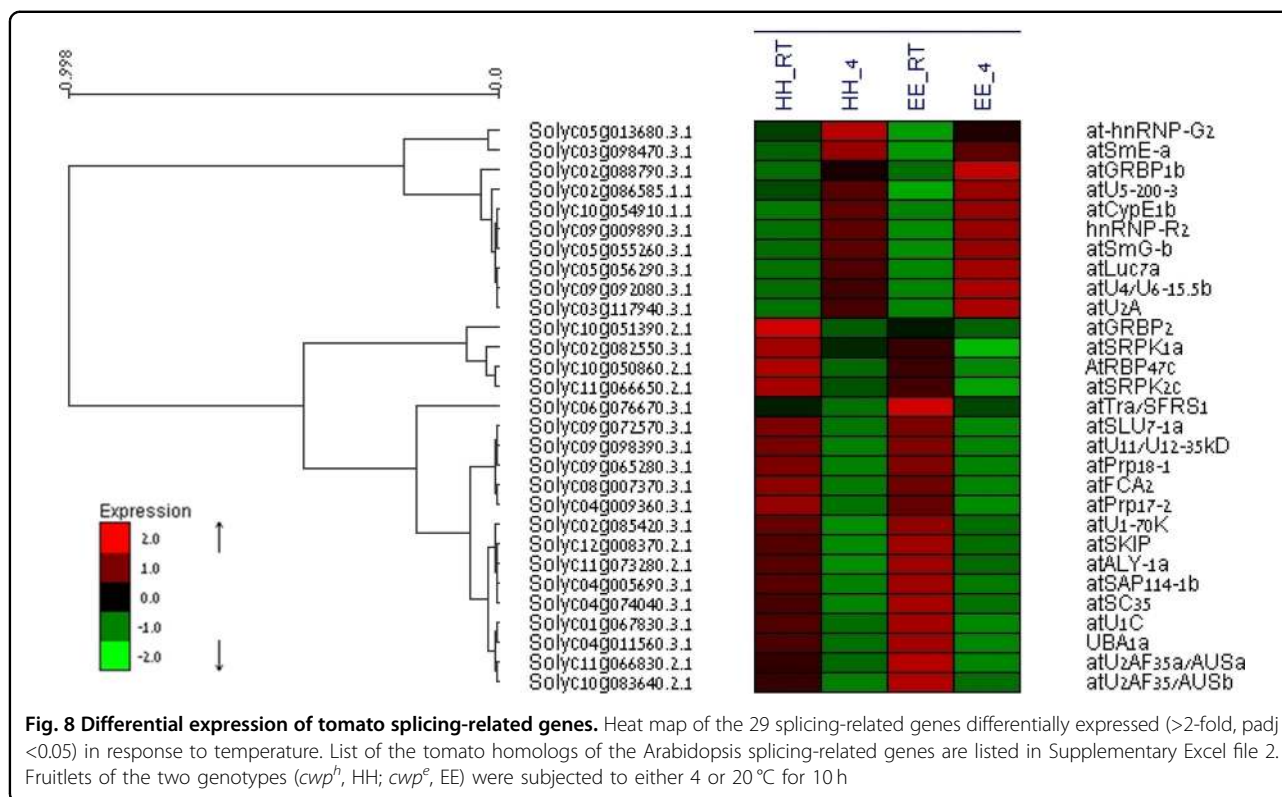 -0.998 0.0
HH_RT HH_4 EE_RT EE_4
Solyc05g013680.3.1 at-hnRNP-G2
Solyc03g098470.3.1 atSmE-a
Solyc02g088790.3.1 atGRBP1b
Solyc02g086585.1.1 atU5-200-3
Solyc10g054910.1.1 atCypE1b
Solyc09g009890.3.1 hnRNP-R2
Solyc05g055260.3.1 atSmG-b
Solyc05g056290.3.1 atLuc7a
Solyc09g092080.3.1 atU4/U6-15.5b
Solyc03g117940.3.1 atU2A
Solyc10g051390.2.1 atGRBP2
Solyc02g082550.3.1 atSRPK1a
Solyc10g050860.2.1 AtRBP47c
Solyc11g066650.2.1 atSRPK2c
Solyc06g076670.3.1 atTra/SFRS1
Solyc09g072570.3.1 atSLU7-1a
Solyc09g098390.3.1 atU11/U12-35kD
Solyc09g065280.3.1 atPrp18-1
Solyc08g007370.3.1 atFCA2
Solyc04g009360.3.1 atPrp17-2
Solyc02g085420.3.1 atU1-70K
Solyc12g008370.2.1 atSKIP
Solyc11g073280.2.1 atALY-1a
Solyc04g005690.3.1 atSAP114-1b
Solyc04g074040.3.1 atSC35
Solyc01g067830.3.1 atU1C
Solyc04g011560.3.1 UBA1a
Solyc11g066830.2.1 atU2AF35a/AUSa
Solyc10g083640.2.1 atU2AF35/AUSb
Expression
2.0
1.0
0.0
-1.0
-2.0
Fig. 8 Differential expression of tomato splicing-related genes. Heat map of the 29 splicing-related genes differentially expressed (>2-fold, padj
<0.05) in response to temperature. List of the tomato homologs of the Arabidopsis splicing-related genes are listed in Supplementary Excel file 2.
Fruitlets of the two genotypes (cwpʰ, HH; cwpᵉ, EE) were subjected to either 4 or 20 °C for 10 h